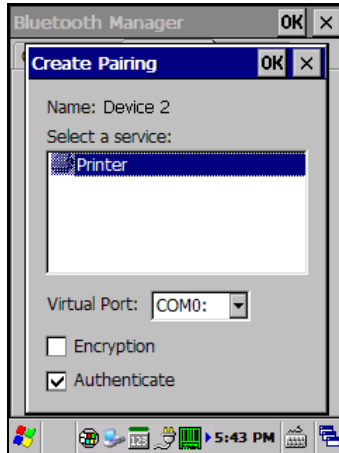 Bluetooth Manager OK
Create Pairing OK
Name: Device 2
Select a service:
Printer
Virtual Port: COM0:
Encryption
Authenticate
5:43 PM